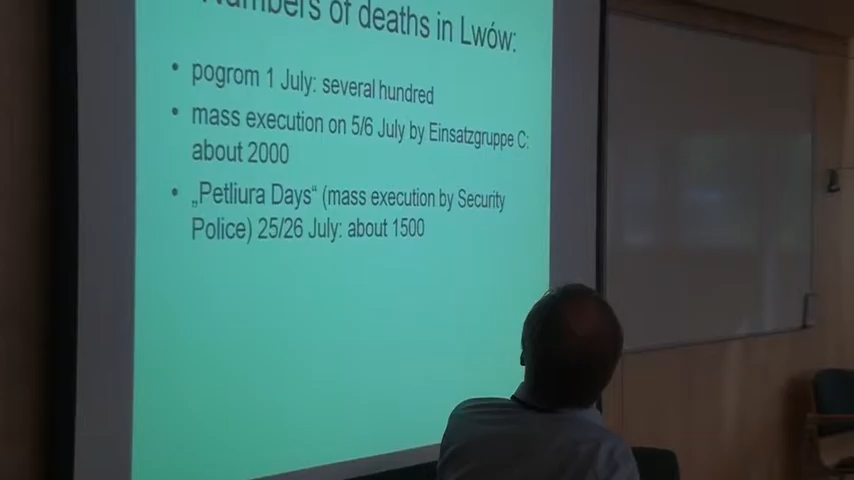 Numbers of deaths in Lwów:
• pogrom 1 July: several hundred
• mass execution on 5/6 July by Einsatzgruppe C:
about 2000
• „Petliura Days“ (mass execution by Security
Police) 25/26 July: about 1500